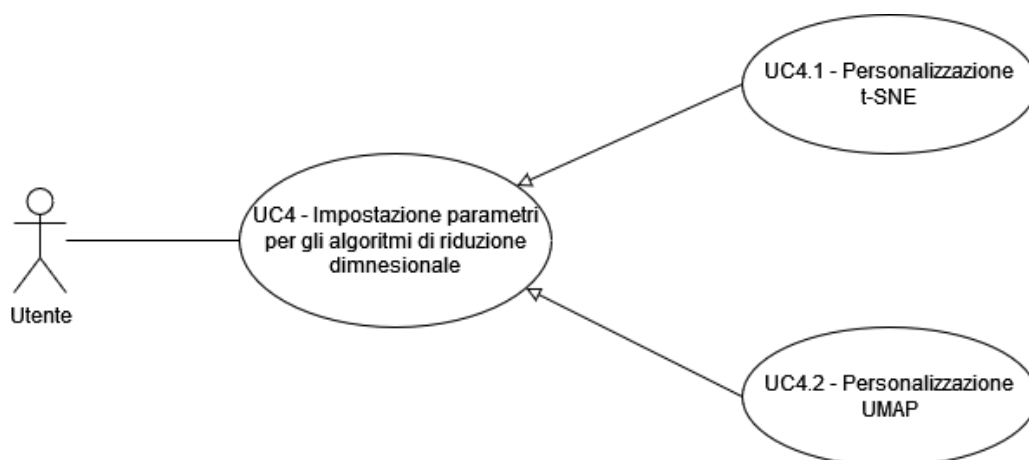 UC4.1 - Personalizzazione
t-SNE
UC4 - Impostazione parametri
per gli algoritmi di riduzione
dimnesionale
Utente
UC4.2 - Personalizzazione
UMAP